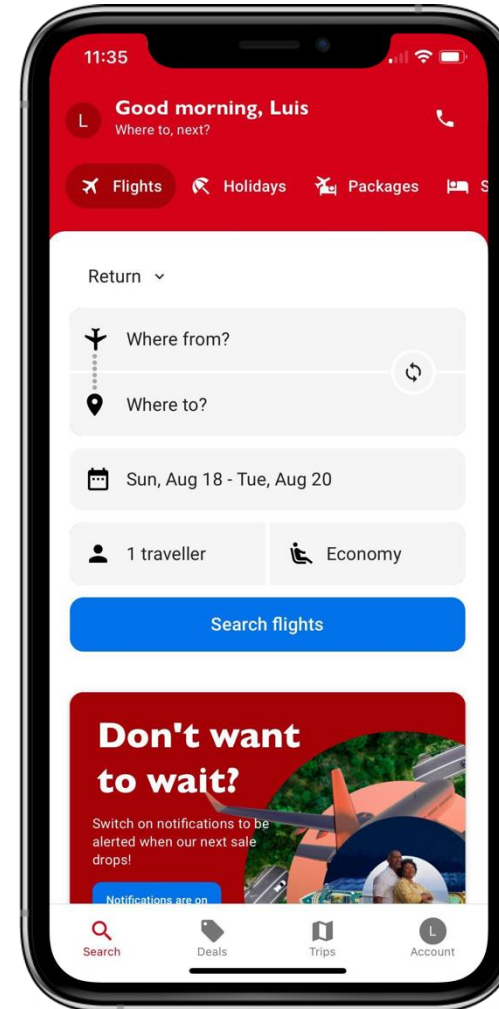 11:35
L
Good morning, Luis
Where to, next?
Flights
Holidays
Packages
S
Return
Where from?
Where to?
Sun, Aug 18 - Tue, Aug 20
1 traveller
Economy
Search flights
Don't want
to wait?
Switch on notifications to be
alerted when our next sale
drops!
Notifications are on
Search
Deals
Trips
L
Account